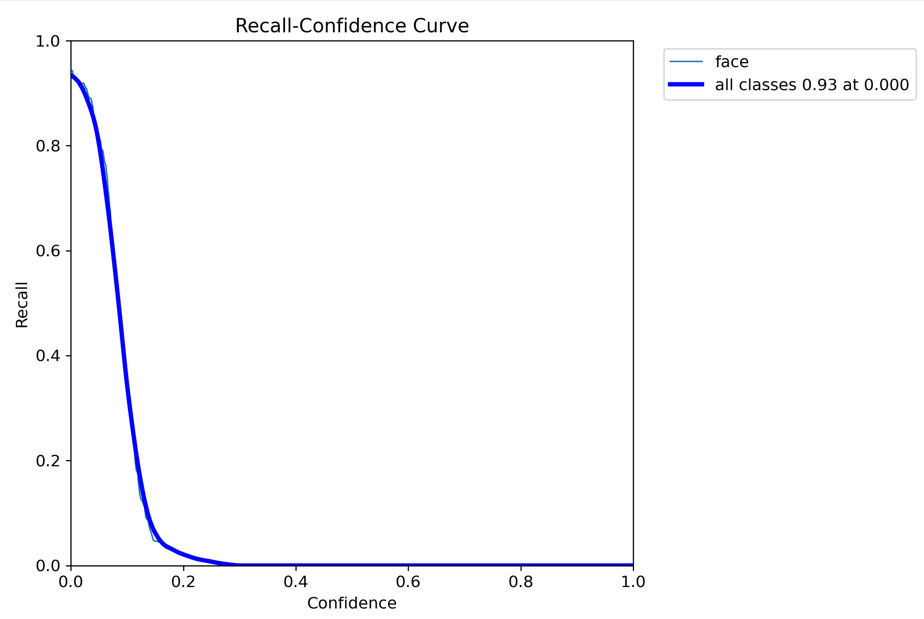 Recall-Confidence Curve
1.0
0.8
0.6
0.4
0.2
0.0
Recall
0.0 0.2 0.4 0.6 0.8 1.0
Confidence
face
all classes 0.93 at 0.000